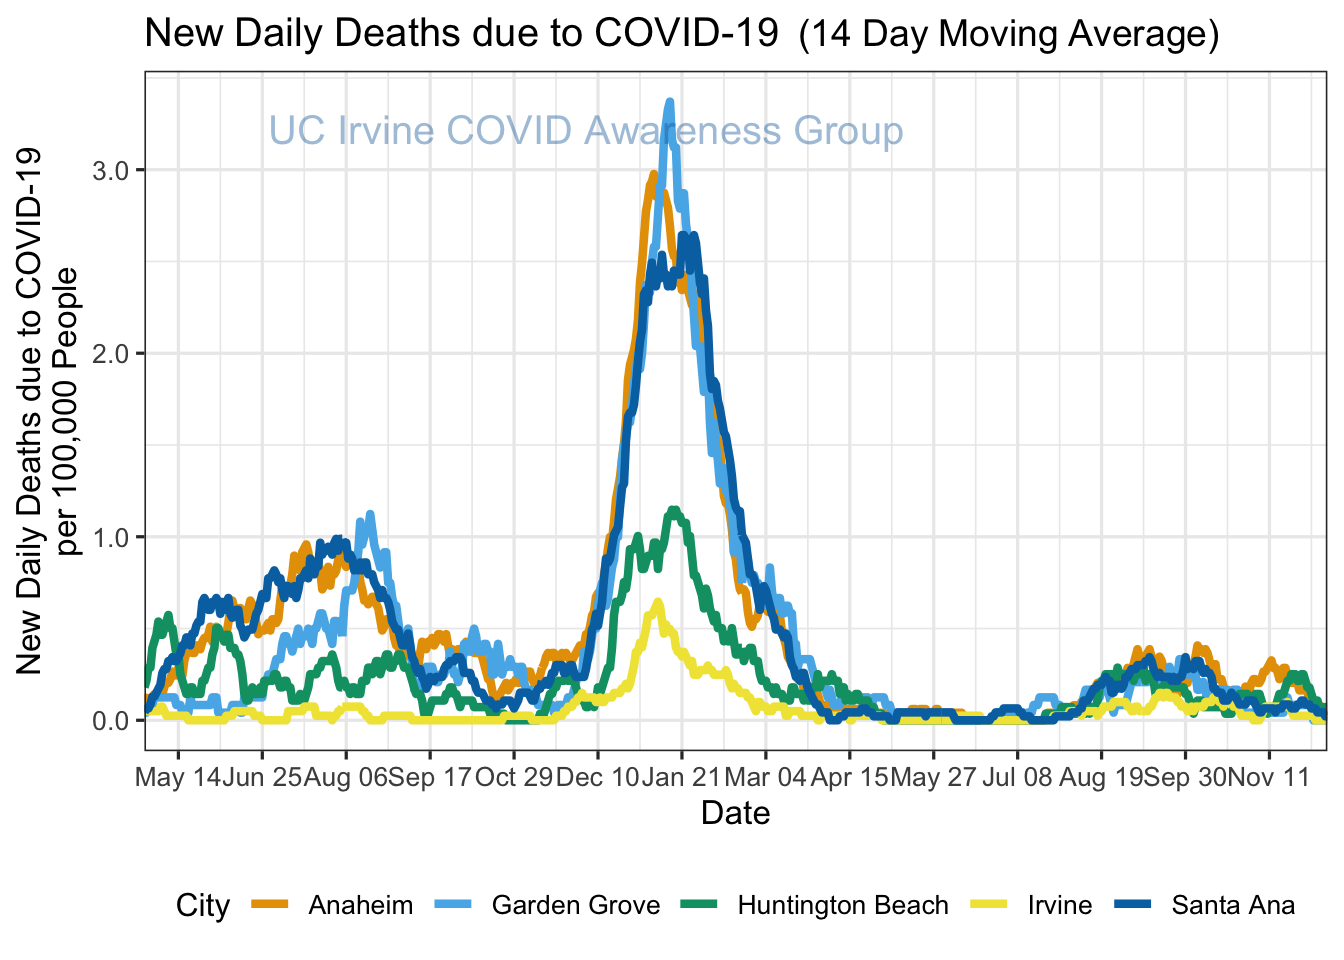 New Daily Deaths due to COVID-19 (14 Day Moving Average)
UC Irvine COVID Awareness Group
New Daily Deaths due to COVID-19
per 100,000 People
3.0
2.0
1.0
0.0
May 14 Jun 25 Aug 06 Sep 17 Oct 29 Dec 10 Jan 21 Mar 04 Apr 15 May 27 Jul 08 Aug 19 Sep 30 Nov 11
Date
City Anaheim Garden Grove Huntington Beach Irvine Santa Ana